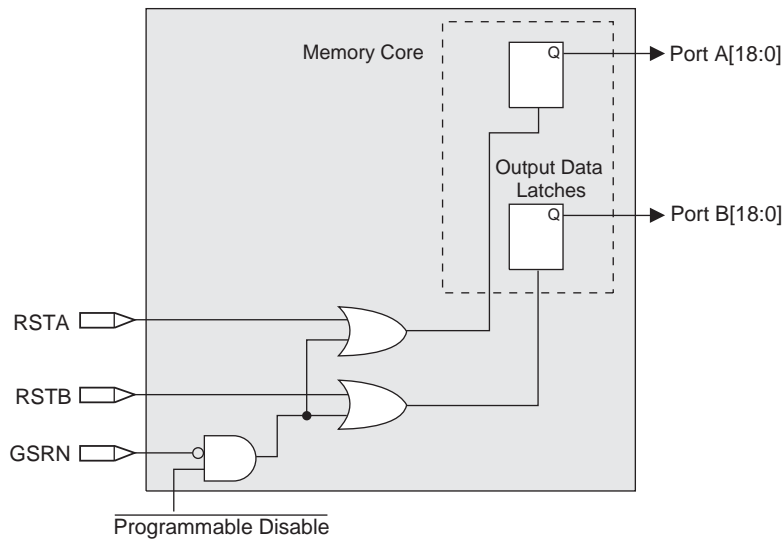 Memory Core
Q
Port A[18:0]
Output Data
Latches
Q
Port B[18:0]
RSTA
RSTB
GSRN
Programmable Disable